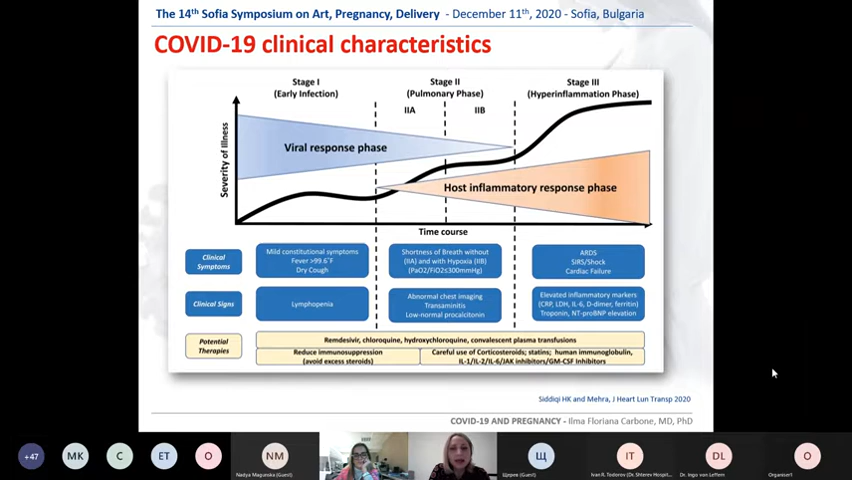 The 14th Sofia Symposium on Art, Pregnancy, Delivery - December 11th, 2020 - Sofia, Bulgaria
COVID-19 clinical characteristics
Stage I
(Early Infection)
Stage II
(Pulmonary Phase)
Stage III
(Hyperinflammation Phase)
IIA
IIB
Severity of Illness
Viral response phase
Host inflammatory response phase
Time course
Clinical
Symptoms
Mild constitutional symptoms
Fever >99.6°F
Dry Cough
Shortness of Breath without
(IIA) and with Hypoxia (IIB)
(PaO2/FiO2≤300mmHg)
ARDS
SIRS/Shock
Cardiac Failure
Clinical Signs
Lymphopenia
Abnormal chest imaging
Transaminitis
Low-normal procalcitonin
Elevated inflammatory markers
(CRP, LDH, IL-6, D-dimer, ferritin)
Troponin, NT-proBNP elevation
Potential
Therapies
Remdesivir, chloroquine, hydroxychloroquine, convalescent plasma transfusions
Reduce immunosuppression
(avoid excess steroids)
Careful use of Corticosteroids; statins; human immunoglobulin,
IL-1/IL-2/IL-6/JAK inhibitors/GM-CSF Inhibitors
Siddiqi HK and Mehra, J Heart Lun Transp 2020
COVID-19 AND PREGNANCY - Ilma Floriana Carbone, MD, PhD
+47
MK
C
ET
O
NM
Nadya Magunska (Guest)
Щ
Щерев (Guest)
IT
Ivan R. Todorov (Dr. Shterev Hospit...
DL
Dr. Ingo von Leffern
O
Organiser1